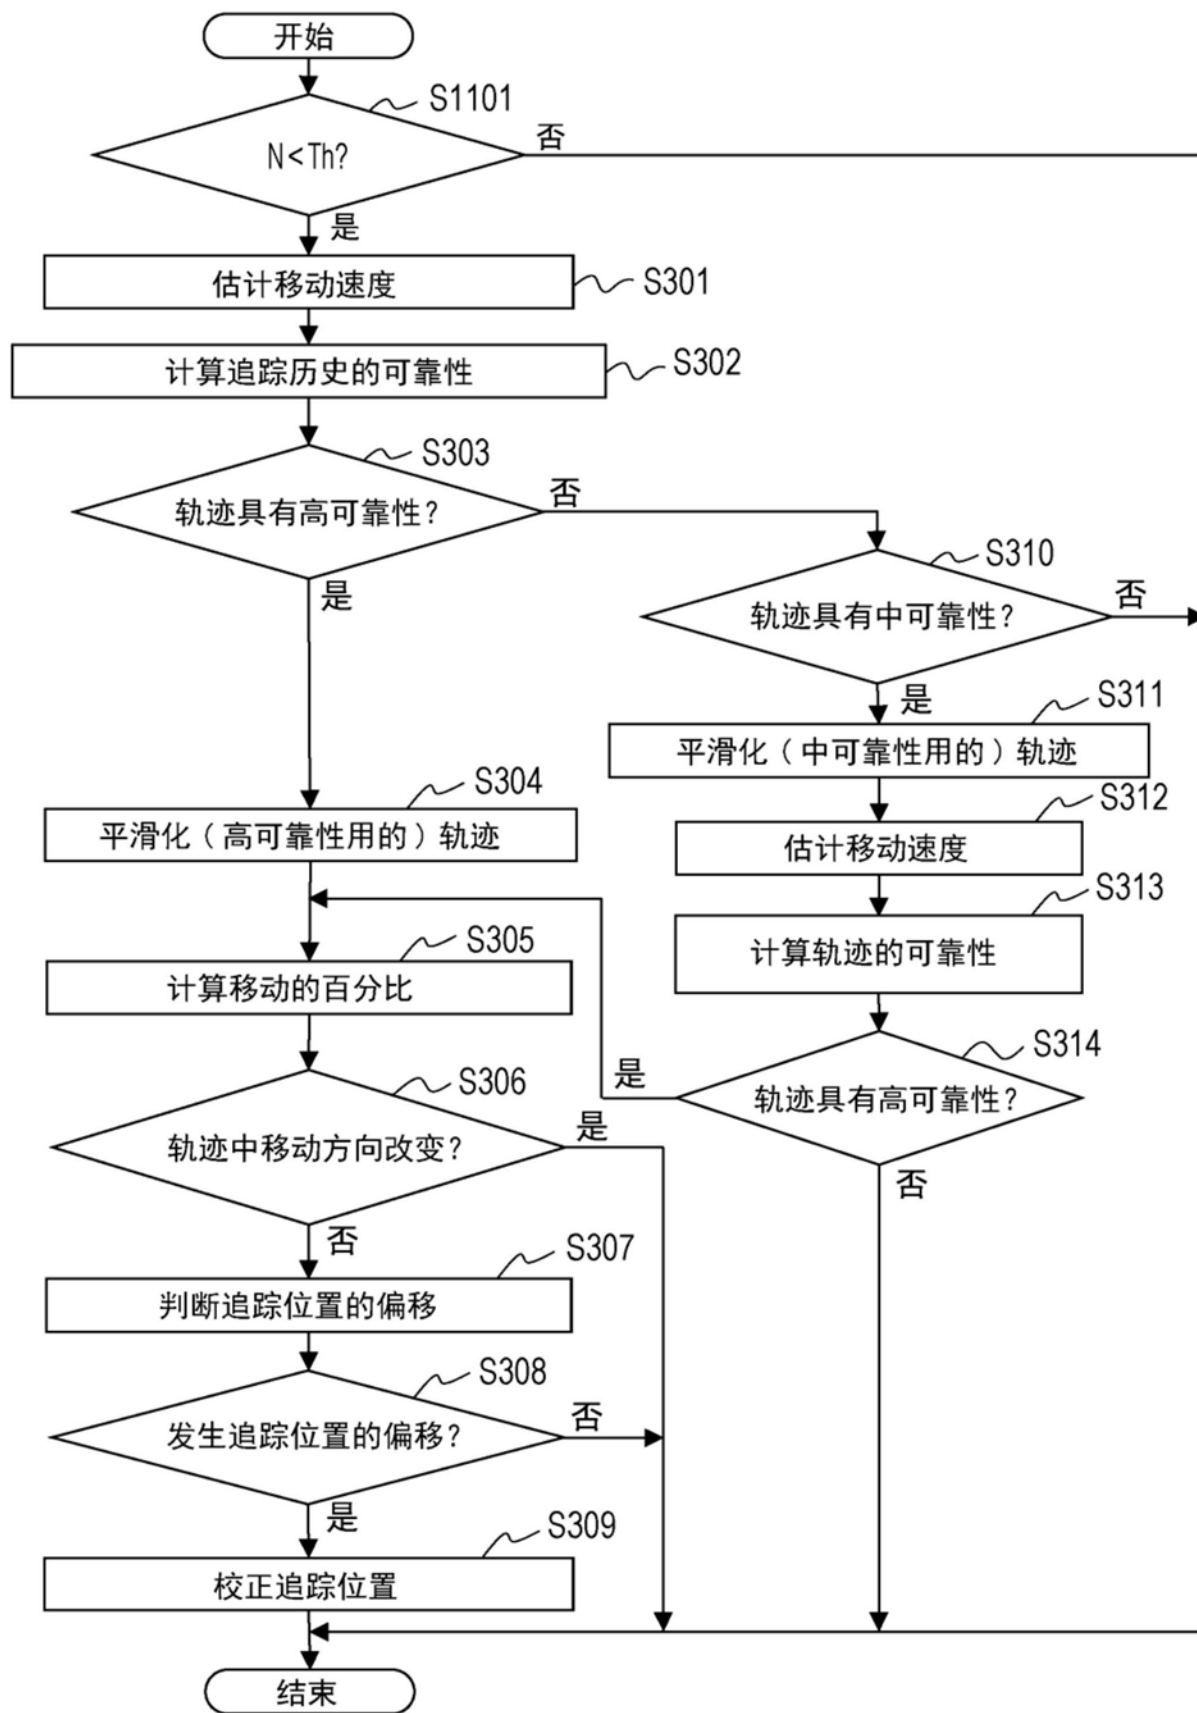 开始
S1101
N<Th?
否
是
估计移动速度
S301
计算追踪历史的可靠性
S302
S303
轨迹具有高可靠性?
否
是
S310
轨迹具有中可靠性?
否
是
S311
平滑化(中可靠性用的)轨迹
S304
平滑化(高可靠性用的)轨迹
S312
估计移动速度
S313
计算轨迹的可靠性
S305
计算移动的百分比
S314
轨迹具有高可靠性?
是
否
S306
轨迹中移动方向改变?
是
否
S307
判断追踪位置的偏移
S308
发生追踪位置的偏移?
否
是
S309
校正追踪位置
结束